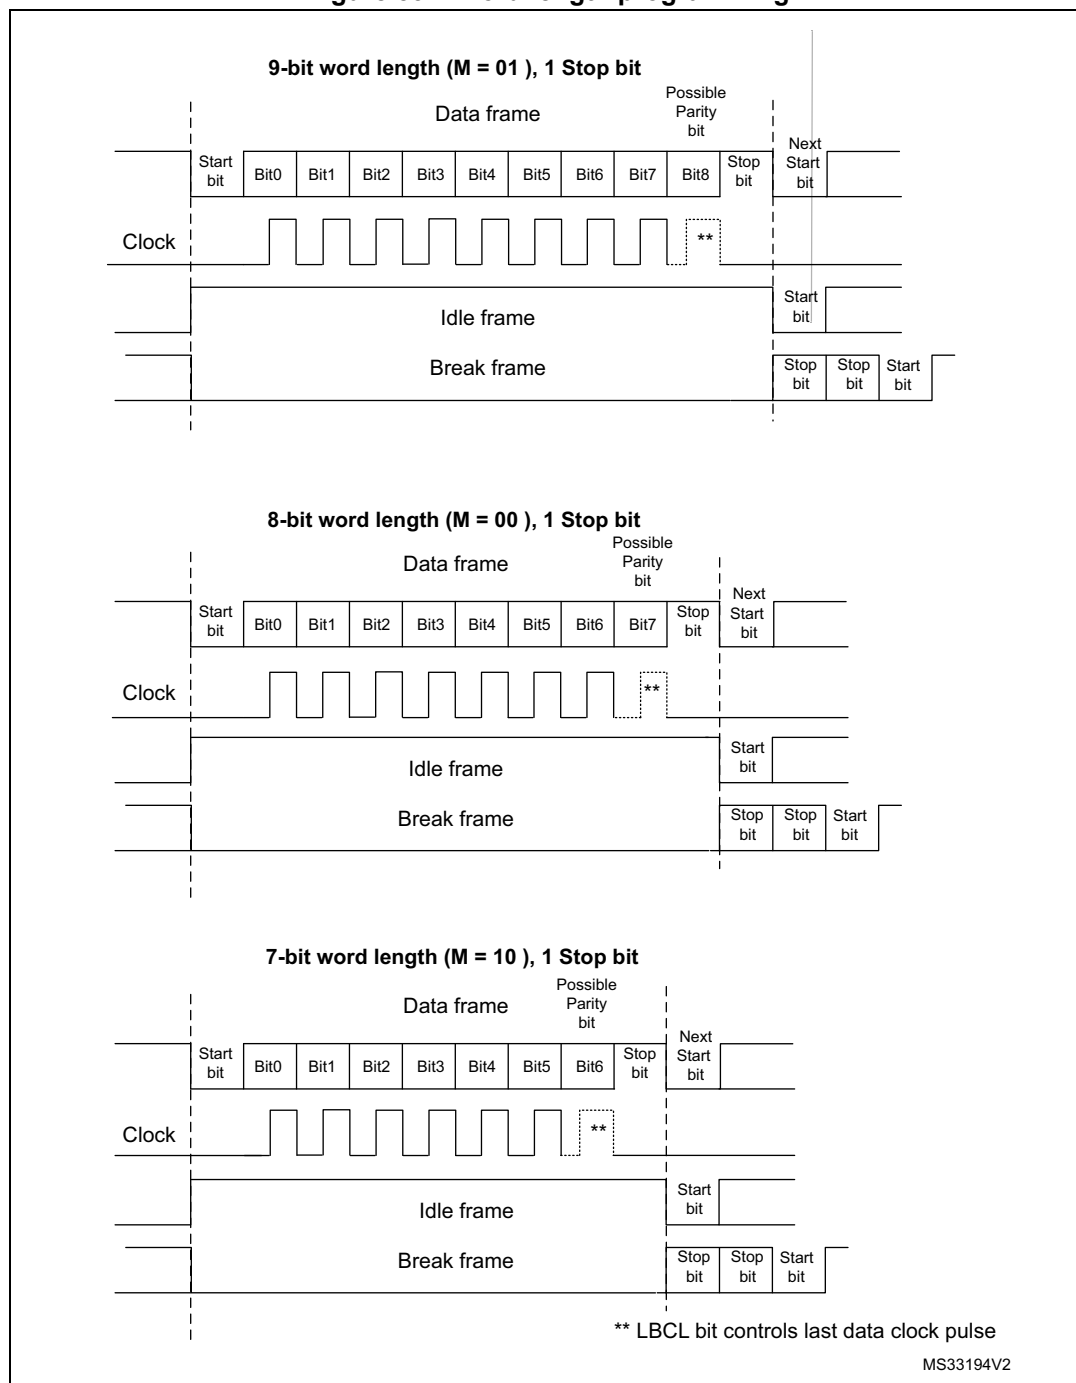 9-bit word length (M = 01 ), 1 Stop bit
Data frame
Possible
Parity
bit
Start
bit
Bit0
Bit1
Bit2
Bit3
Bit4
Bit5
Bit6
Bit7
Bit8
Stop
bit
Next
Start
bit
Clock
**
Idle frame
Start
bit
Break frame
Stop
bit
Stop
bit
Start
bit
8-bit word length (M = 00 ), 1 Stop bit
Data frame
Possible
Parity
bit
Start
bit
Bit0
Bit1
Bit2
Bit3
Bit4
Bit5
Bit6
Bit7
Stop
bit
Next
Start
bit
Clock
**
Idle frame
Start
bit
Break frame
Stop
bit
Stop
bit
Start
bit
7-bit word length (M = 10 ), 1 Stop bit
Data frame
Possible
Parity
bit
Start
bit
Bit0
Bit1
Bit2
Bit3
Bit4
Bit5
Bit6
Stop
bit
Next
Start
bit
Clock
**
Idle frame
Start
bit
Break frame
Stop
bit
Stop
bit
Start
bit
** LBCL bit controls last data clock pulse
MS33194V2